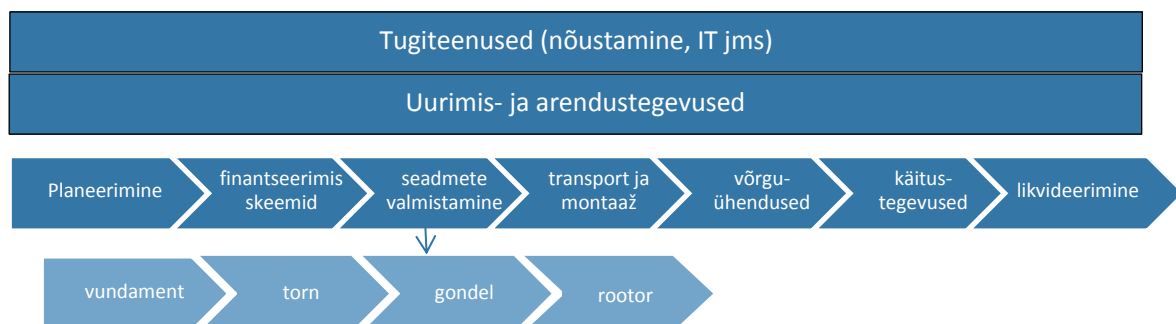 Tugiteenused (nõustamine, IT jms)
Uurimis- ja arendustegevused
Planeerimine
finantseerimis
skeemid
seadmete
valmistamine
transport ja
montaaž
võrgu-
ühendused
käitus-
tegevused
likvideerimine
vundament
torn
gondel
rootor